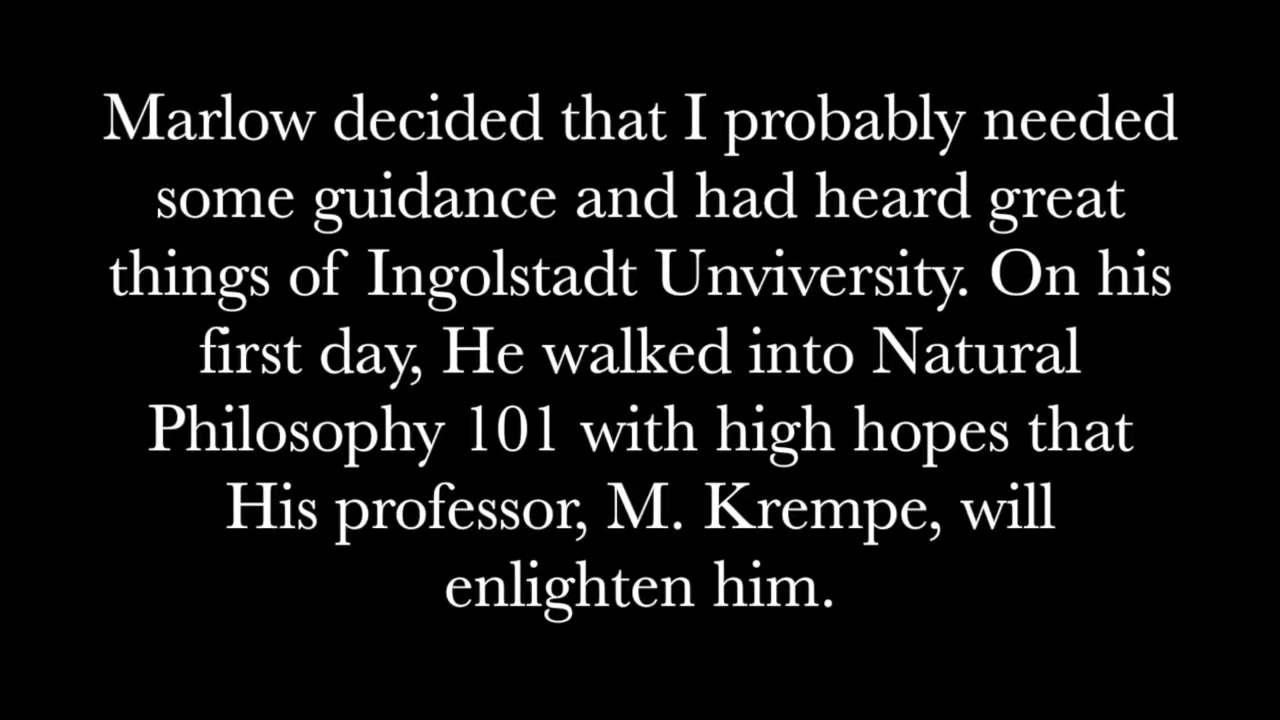 Marlow decided that I probably needed
some guidance and had heard great
things of Ingolstadt Unviversity. On his
first day, He walked into Natural
Philosophy 101 with high hopes that
His professor, M. Krempe, will
enlighten him.